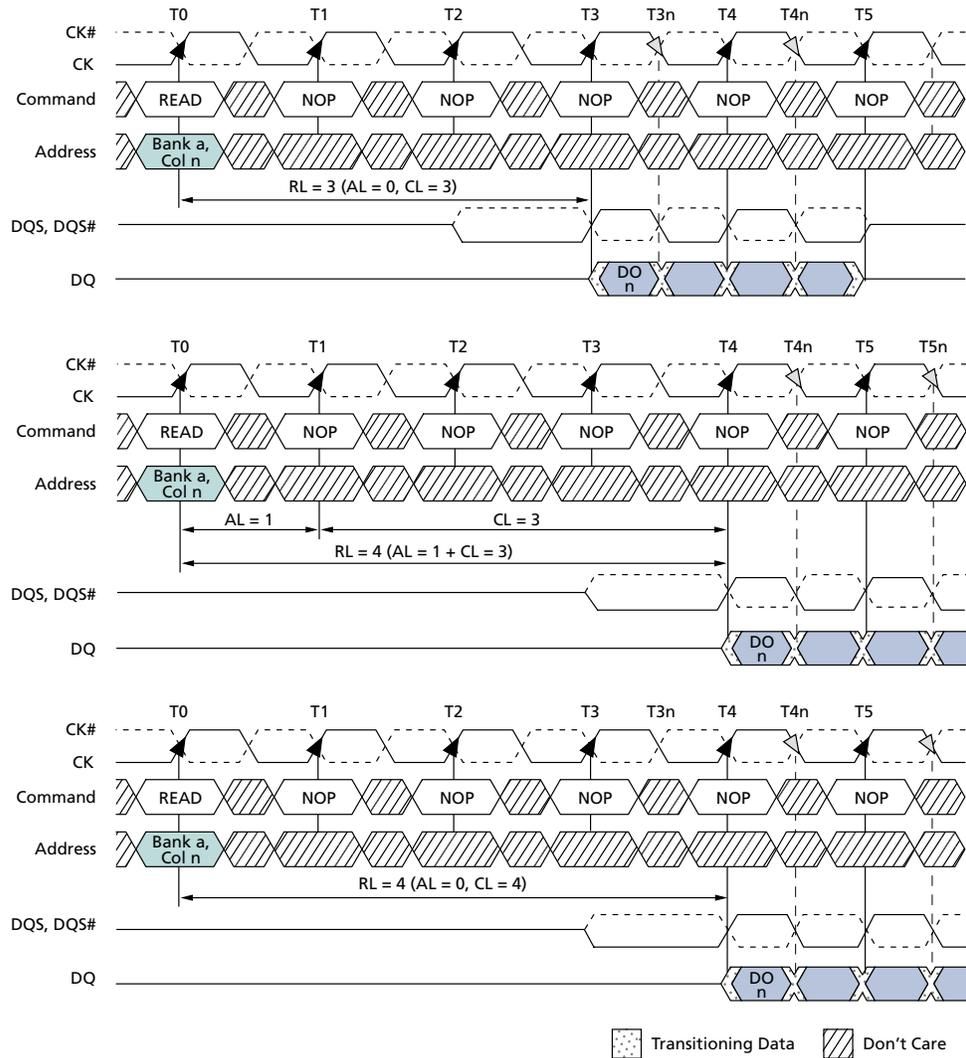 T0 T1 T2 T3 T3n T4 T4n T5
CK#
CK
Command READ NOP NOP NOP NOP NOP
Address Bank a,
Col n
RL = 3 (AL = 0, CL = 3)
DQS, DQS#
DQ DO
n
T0 T1 T2 T3 T4 T4n T5 T5n
CK#
CK
Command READ NOP NOP NOP NOP NOP
Address Bank a,
Col n
AL = 1 CL = 3
RL = 4 (AL = 1 + CL = 3)
DQS, DQS#
DQ DO
n
T0 T1 T2 T3 T3n T4 T4n T5
CK#
CK
Command READ NOP NOP NOP NOP NOP
Address Bank a,
Col n
RL = 4 (AL = 0, CL = 4)
DQS, DQS#
DQ DO
n
Transitioning Data Don't Care